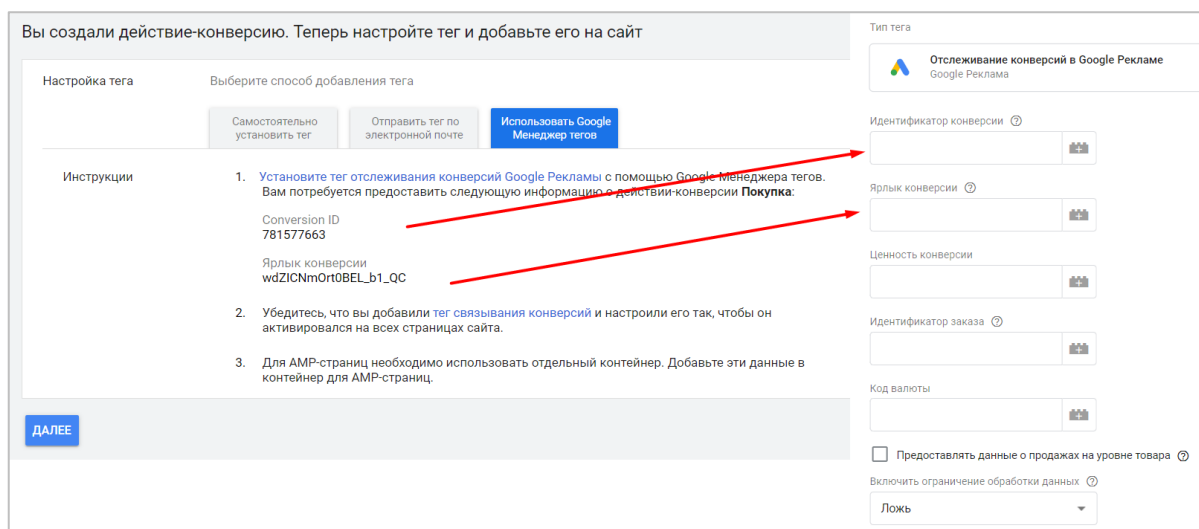 Вы создали действие-конверсию. Теперь настройте тег и добавьте его на сайт
Настройка тега
Выберите способ добавления тега
Самостоятельно
установить тег
Отправить тег по
электронной почте
Использовать Google
Менеджер тегов
Инструкции
1. Установите тег отслеживания конверсий Google Рекламы с помощью Google Менеджера тегов.
Вам потребуется предоставить следующую информацию о действии-конверсии Покупка:
Conversion ID
781577663
Ярлык конверсии
wdZICNmOrt0BEL_b1_QC
2. Убедитесь, что вы добавили тег связывания конверсий и настроили его так, чтобы он
активировался на всех страницах сайта.
3. Для AMP-страниц необходимо использовать отдельный контейнер. Добавьте эти данные в
контейнер для AMP-страниц.
ДАЛЕЕ
Тип тега
Отслеживание конверсий в Google Рекламе
Google Реклама
Идентификатор конверсии
Ярлык конверсии
Ценность конверсии
Идентификатор заказа
Код валюты
Предоставлять данные о продажах на уровне товара
Включить ограничение обработки данных
Ложь